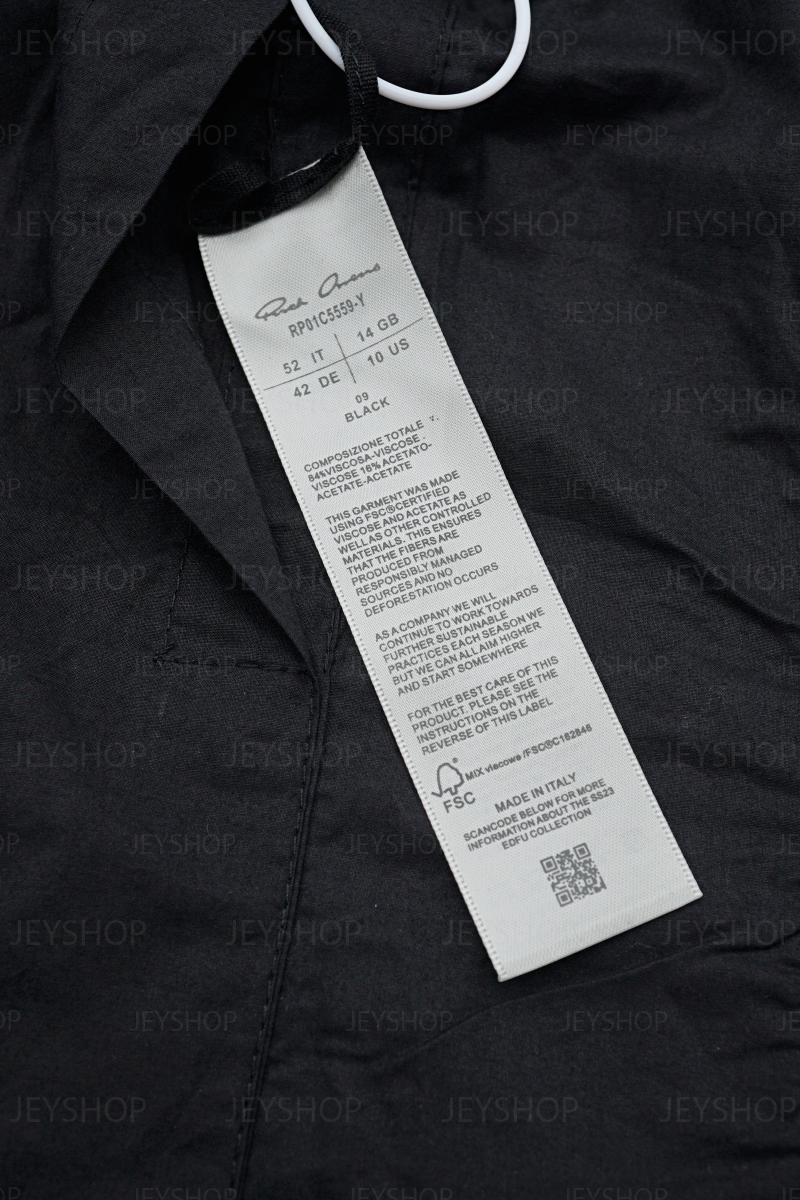 Rick Owens
RP01C5559-Y
52 IT 14 GB
42 DE 10 US
09
BLACK
COMPOSIZIONE TOTALE
84%VISCOSA-VISCOSE
VISCOSE 16% ACETATO-
ACETATE-ACETATE
THIS GARMENT WAS MADE
USING FSC®CERTIFIED
VISCOSE AND ACETATE AS
WELL AS OTHER CONTROLLED
MATERIALS. THIS ENSURES
THAT THE FIBERS ARE
PRODUCED FROM
RESPONSIBLY MANAGED
SOURCES AND NO
DEFORESTATION OCCURS
AS A COMPANY WE WILL
CONTINUE TO WORK TOWARDS
FURTHER SUSTAINABLE
PRACTICES EACH SEASON WE
BUT WE CAN ALL AIM HIGHER
AND START SOMEWHERE
FOR THE BEST CARE OF THIS
PRODUCT. PLEASE SEE THE
INSTRUCTIONS ON THE
REVERSE OF THIS LABEL
FSC
MIX viscowe /FSC®C162845
MADE IN ITALY
SCANCODE BELOW FOR MORE
INFORMATION ABOUT THE SS23
EDFU COLLECTION
JEYSHOP